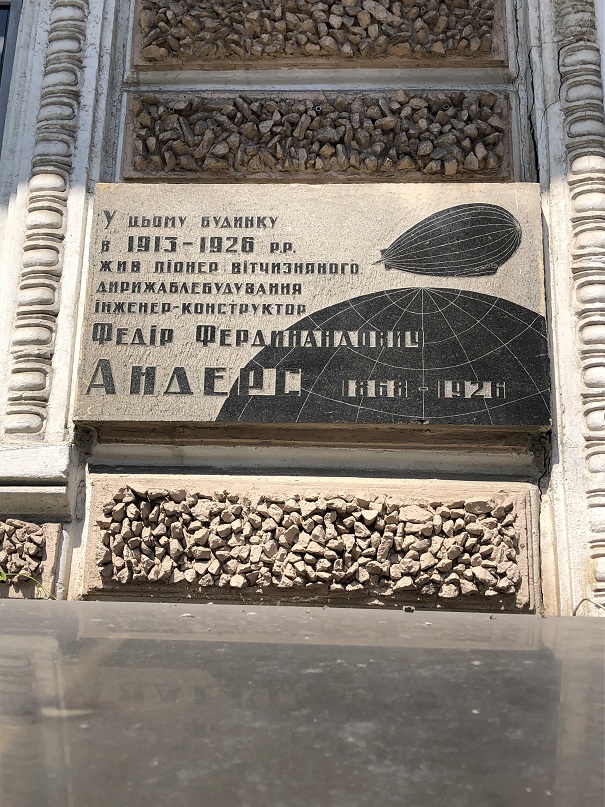 У цьому будинку
в 1913-1926 р.р.
жив піонер вітчизняного
дирижаблебудування
інженер-конструктор
Федір Фердинандович
Андерс 1868-1926